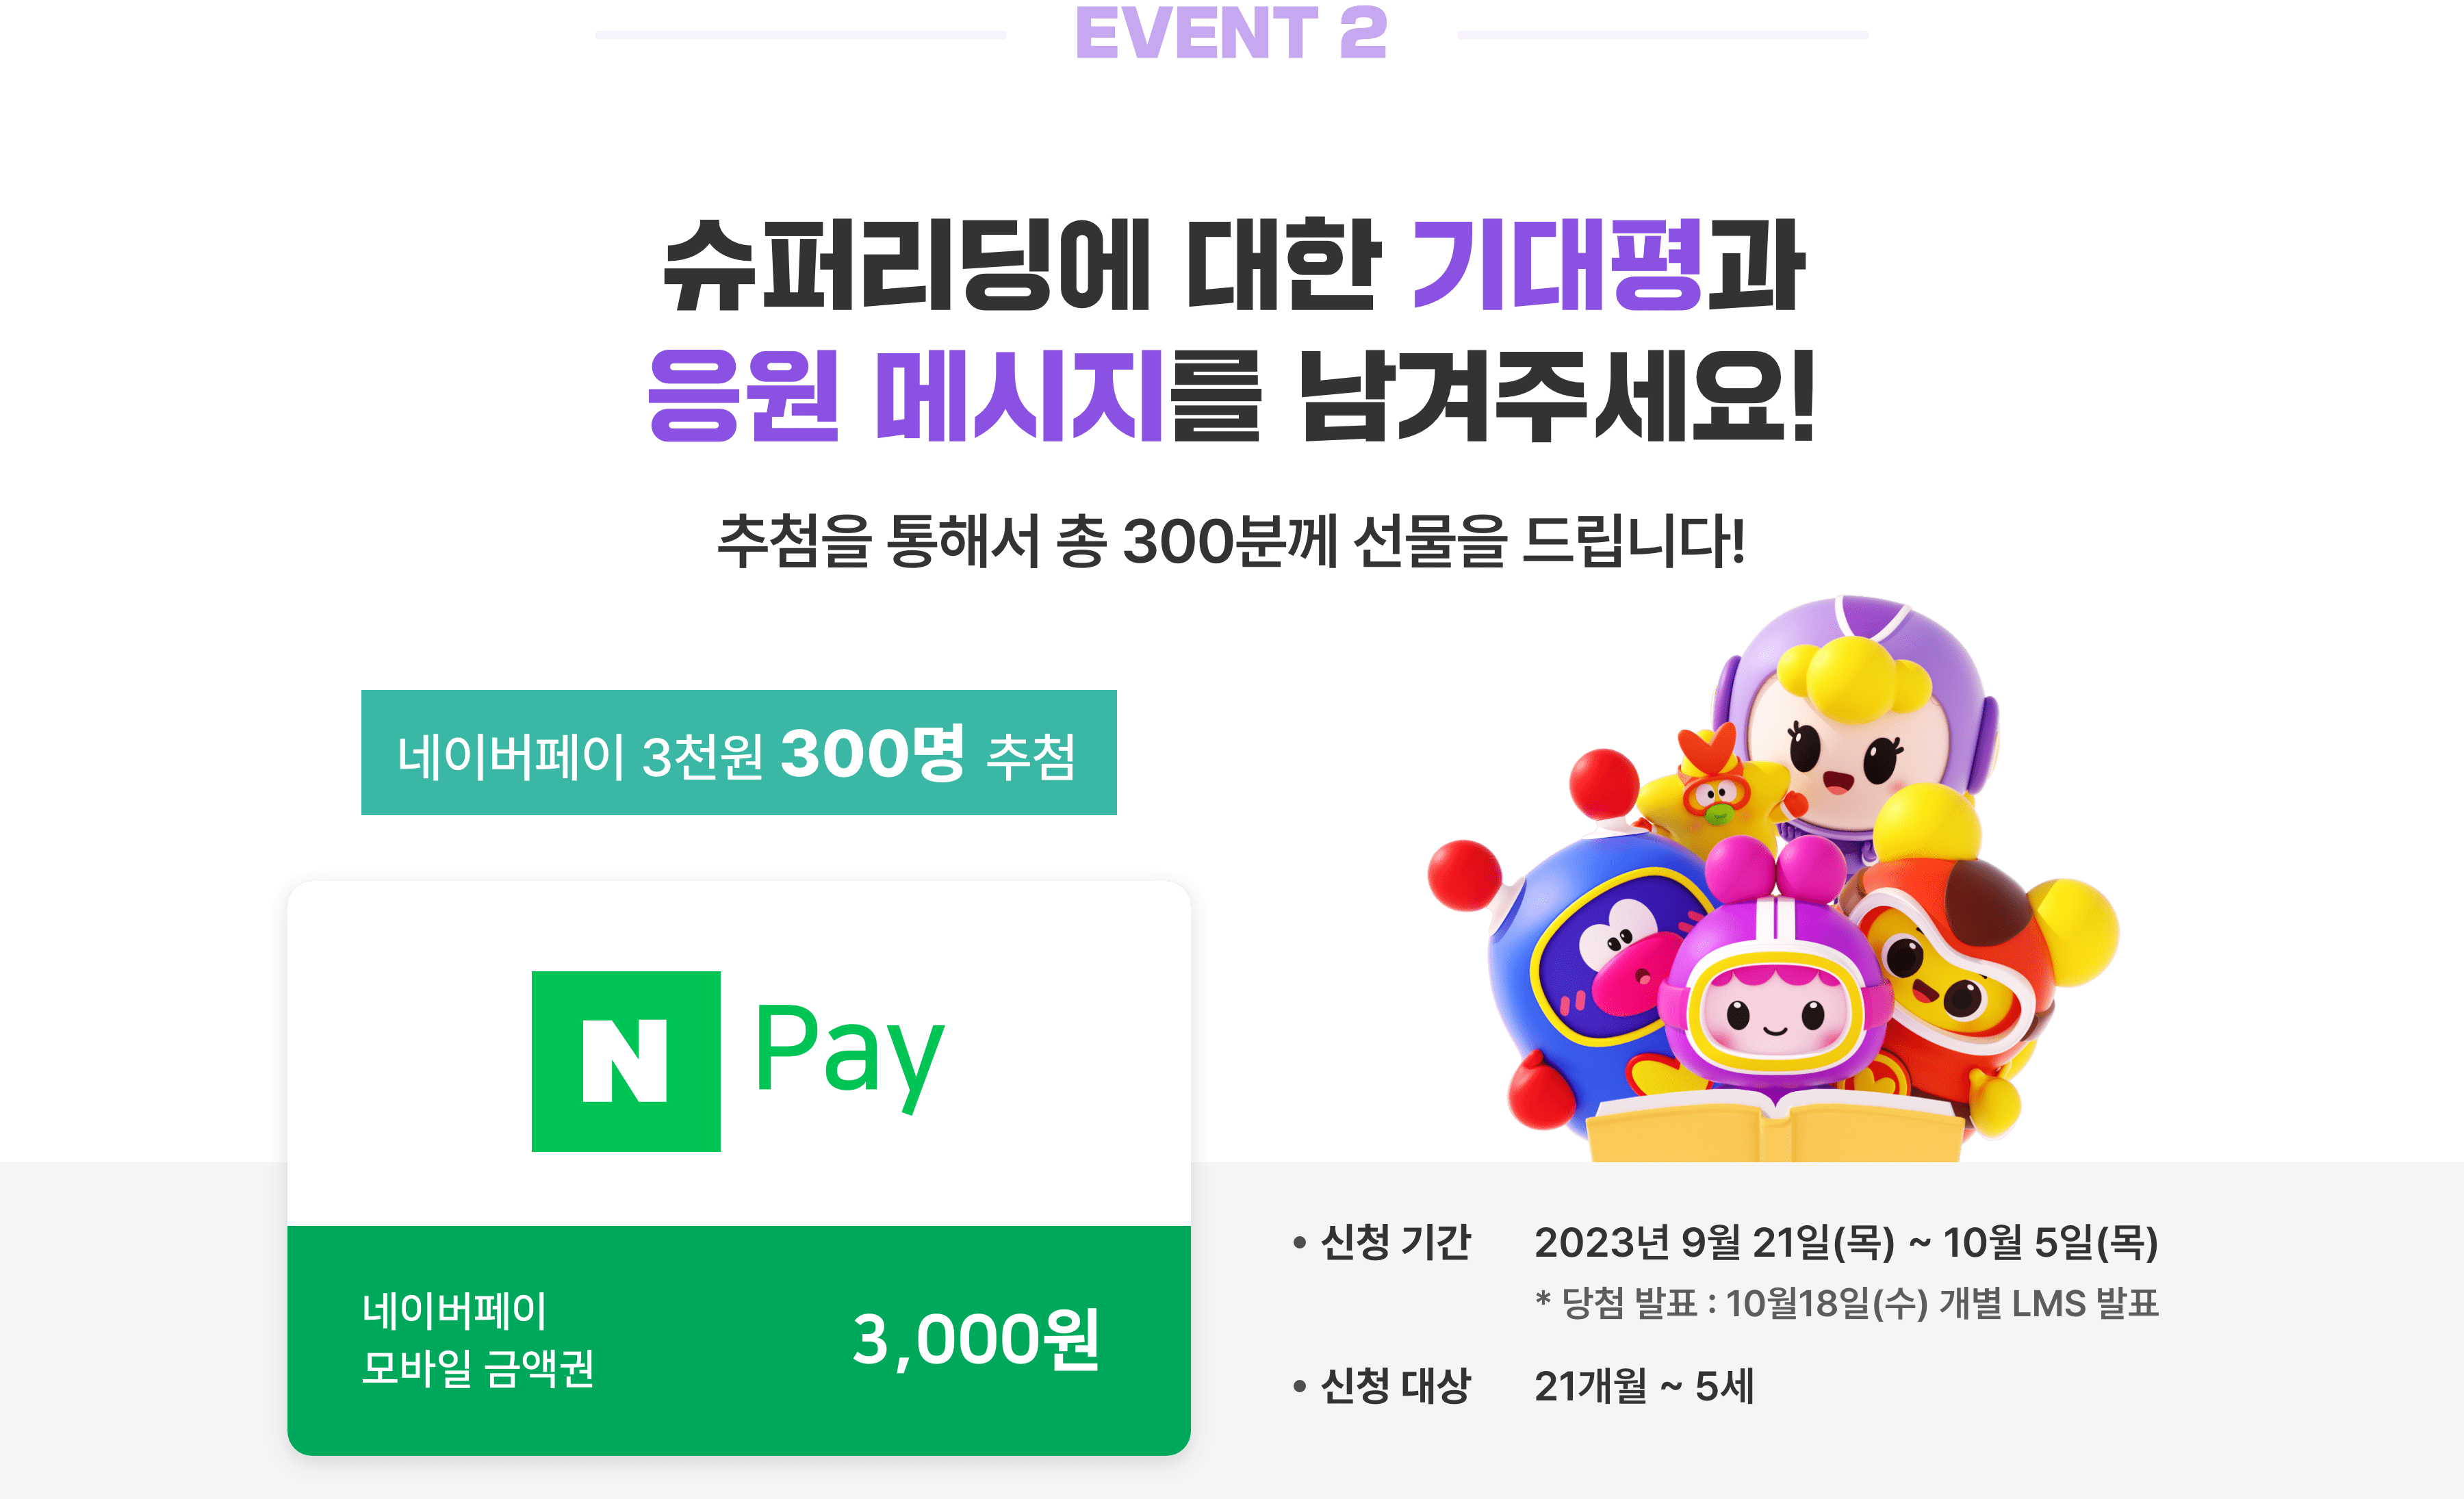 EVENT 2
슈퍼리딩에 대한 기대평과
응원 메시지를 남겨주세요!
추첨을 통해서 총 300분께 선물을 드립니다!
네이버페이 3천원 300명 추첨
N Pay
네이버페이
모바일 금액권
3,000원
• 신청 기간 2023년 9월 21일(목) ~ 10월 5일(목)
* 당첨 발표 : 10월18일(수) 개별 LMS 발표
• 신청 대상 21개월 ~ 5세